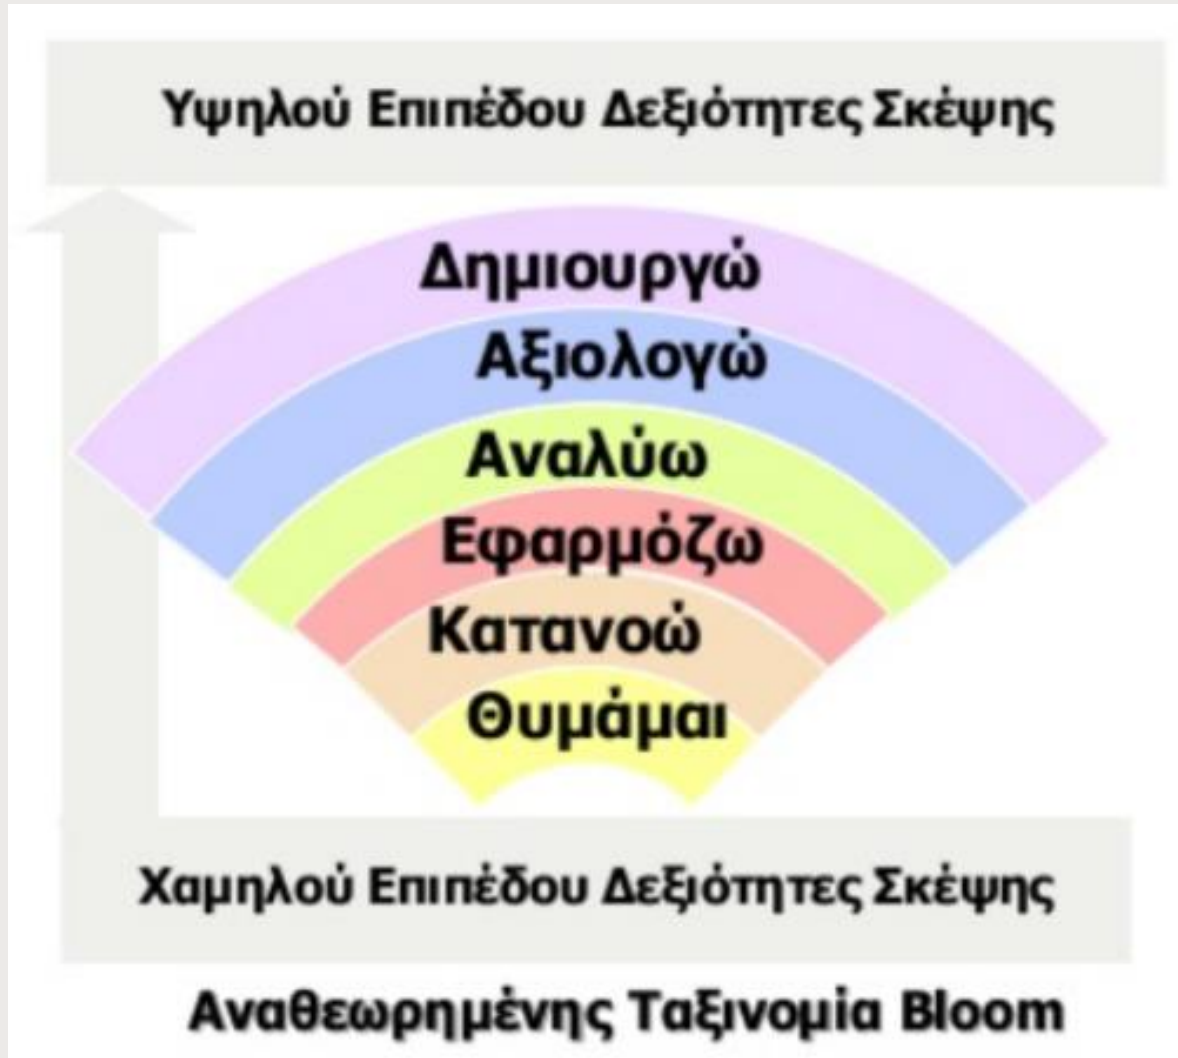 Υψηλού Επιπέδου Δεξιότητες Σκέψης
Δημιουργώ
Αξιολογώ
Αναλύω
Εφαρμόζω
Κατανοώ
Θυμάμαι
Χαμηλού Επιπέδου Δεξιότητες Σκέψης
Αναθεωρημένης Ταξινομία Bloom